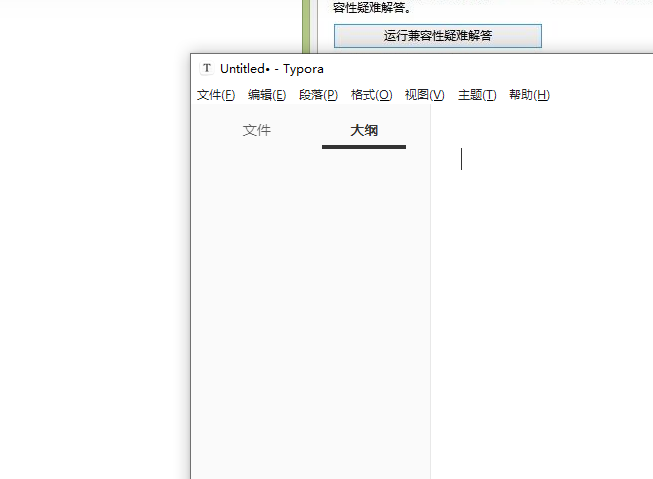 容性疑难解答。
运行兼容性疑难解答
T Untitled• - Typora
文件(F) 编辑(E) 段落(P) 格式(O) 视图(V) 主题(T) 帮助(H)
文件 大纲